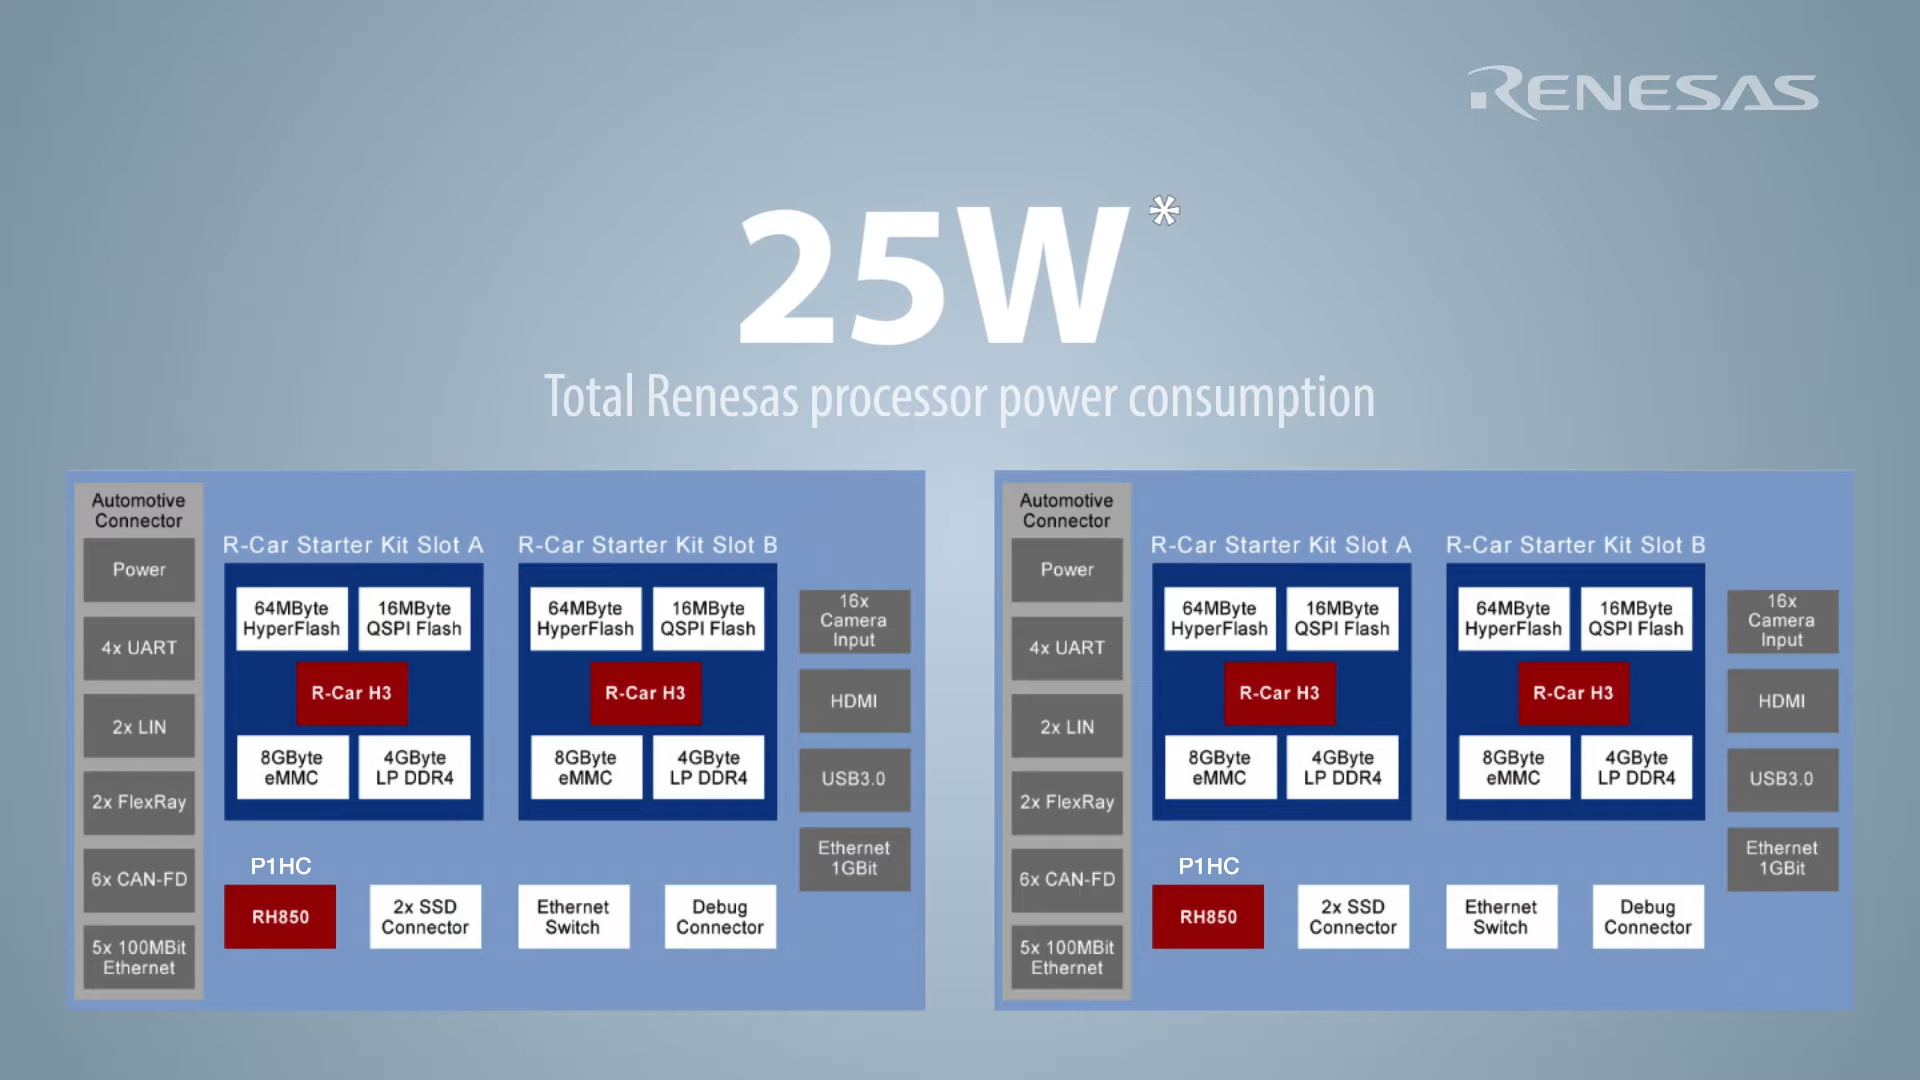 RENESAS
25W*
Total Renesas processor power consumption
Automotive
Connector
Power
4x UART
2x LIN
2x FlexRay
6x CAN-FD
5x 100MBit
Ethernet
R-Car Starter Kit Slot A
64MByte
HyperFlash
16MByte
QSPI Flash
R-Car H3
8GByte
eMMC
4GByte
LP DDR4
R-Car Starter Kit Slot B
64MByte
HyperFlash
16MByte
QSPI Flash
R-Car H3
8GByte
eMMC
4GByte
LP DDR4
16x
Camera
Input
HDMI
USB3.0
Ethernet
1GBit
P1HC
RH850
2x SSD
Connector
Ethernet
Switch
Debug
Connector
Automotive
Connector
Power
4x UART
2x LIN
2x FlexRay
6x CAN-FD
5x 100MBit
Ethernet
R-Car Starter Kit Slot A
64MByte
HyperFlash
16MByte
QSPI Flash
R-Car H3
8GByte
eMMC
4GByte
LP DDR4
R-Car Starter Kit Slot B
64MByte
HyperFlash
16MByte
QSPI Flash
R-Car H3
8GByte
eMMC
4GByte
LP DDR4
16x
Camera
Input
HDMI
USB3.0
Ethernet
1GBit
P1HC
RH850
2x SSD
Connector
Ethernet
Switch
Debug
Connector